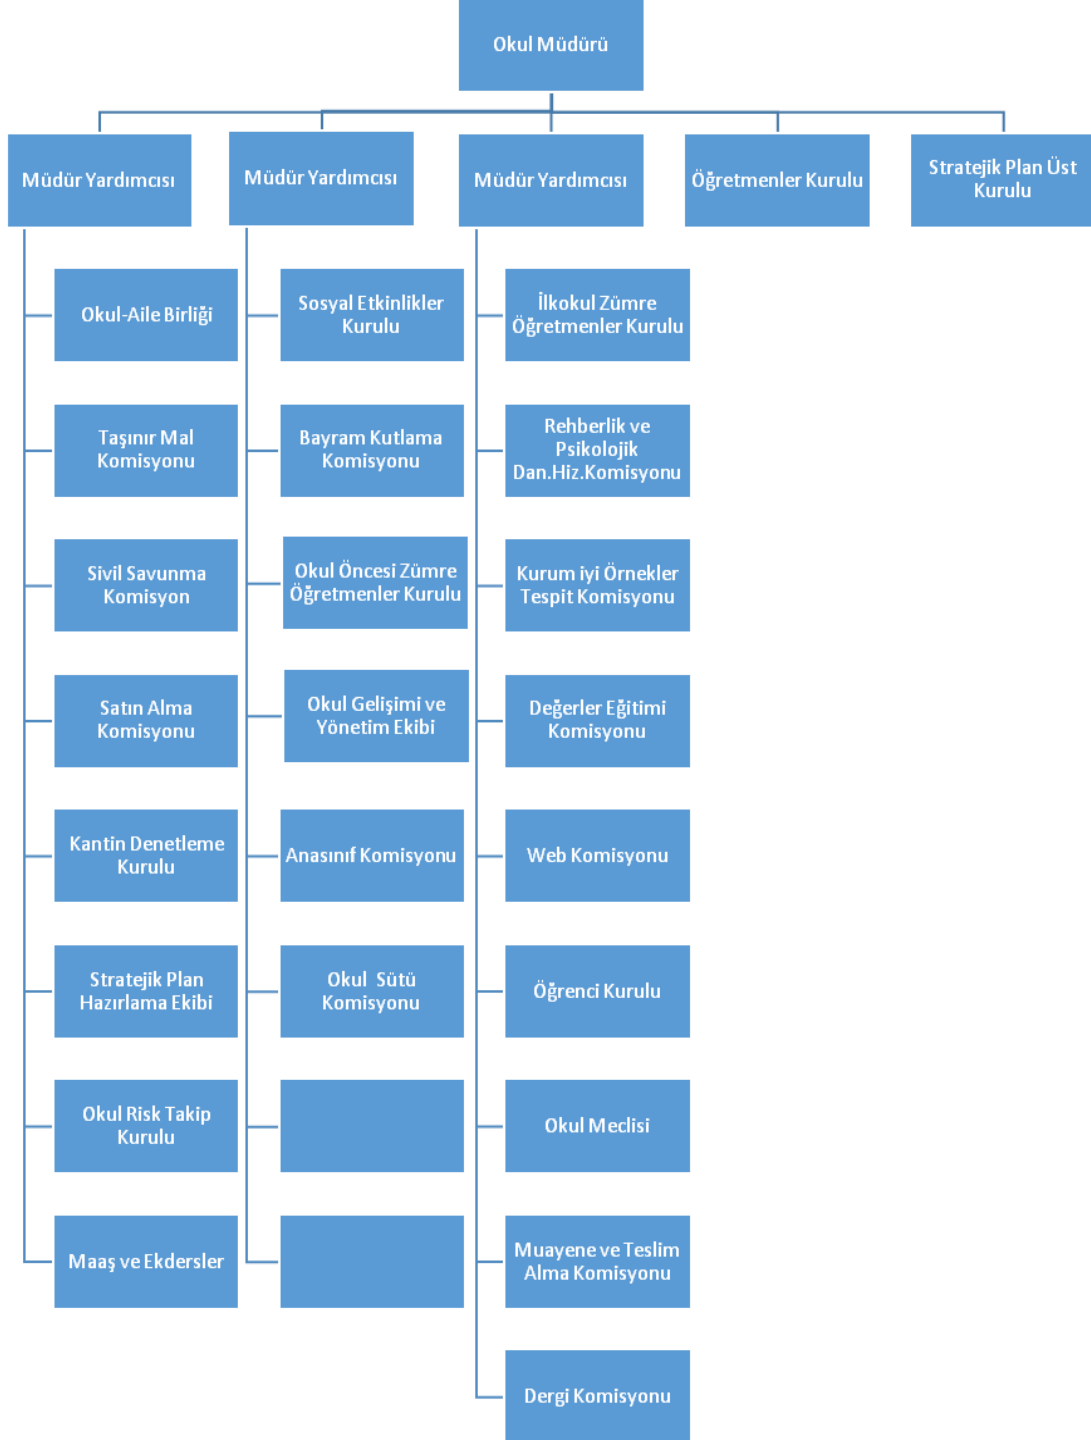 Okul Müdürü
Müdür Yardımcısı
Müdür Yardımcısı
Müdür Yardımcısı
Öğretmenler Kurulu
Stratejik Plan Üst
Kurulu
Okul-Aile Birliği
Taşınır Mal
Komisyonu
Sivil Savunma
Komisyon
Satın Alma
Komisyonu
Kantin Denetleme
Kurulu
Stratejik Plan
Hazırlama Ekibi
Okul Risk Takip
Kurulu
Maaş ve Ekdersler
Sosyal Etkinlikler
Kurulu
Bayram Kutlama
Komisyonu
Okul Öncesi Zümre
Öğretmenler Kurulu
Okul Gelişimi ve
Yönetim Ekibi
Anasınıf Komisyonu
Okul  Sütü
Komisyonu
İlkokul Zümre
Öğretmenler Kurulu
Rehberlik ve
Psikolojik
Dan.Hiz.Komisyonu
Kurum iyi Örnekler
Tespit Komisyonu
Değerler Eğitimi
Komisyonu
Web Komisyonu
Öğrenci Kurulu
Okul Meclisi
Muayene ve Teslim
Alma Komisyonu
Dergi Komisyonu